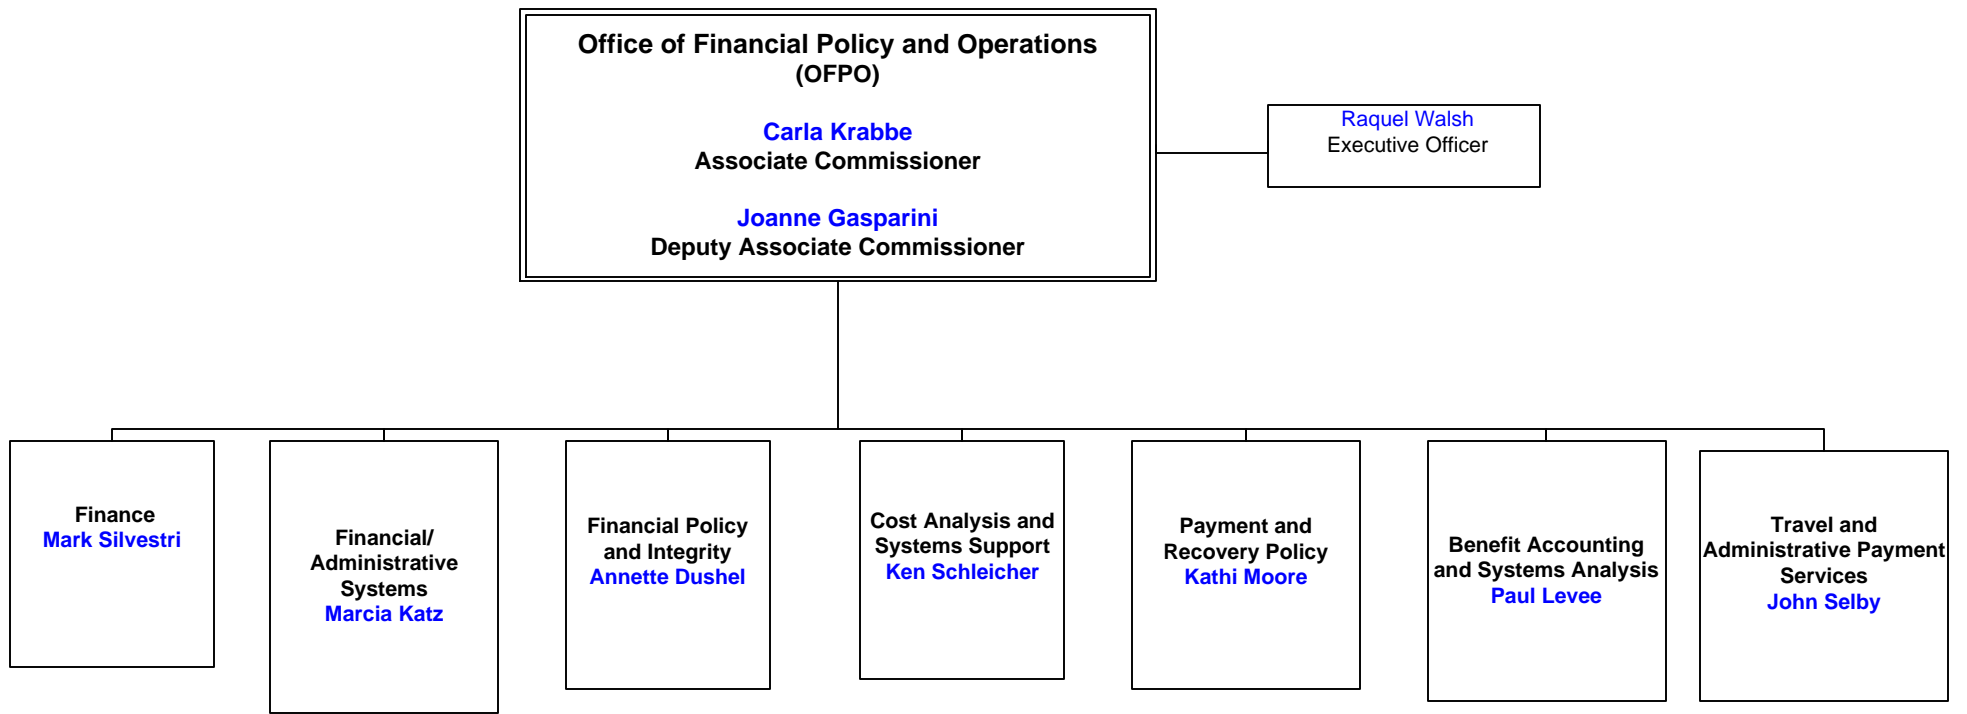 Office of Financial Policy and Operations
(OFPO)
Carla Krabbe
Associate Commissioner
Joanne Gasparini
Deputy Associate Commissioner
Raquel Walsh
Executive Officer
Finance
Mark Silvestri
Financial/
Administrative
Systems
Marcia Katz
Financial Policy
and Integrity
Annette Dushel
Cost Analysis and
Systems Support
Ken Schleicher
Payment and
Recovery Policy
Kathi Moore
Benefit Accounting
and Systems Analysis
Paul Levee
Travel and
Administrative Payment
Services
John Selby